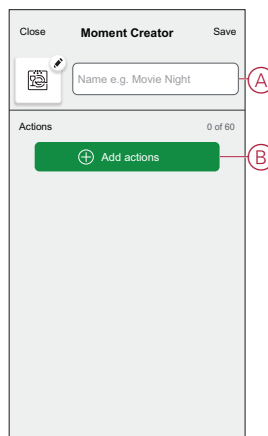 Close Moment Creator Save
Name e.g. Movie Night
A
Actions 0 of 60
Add actions
B